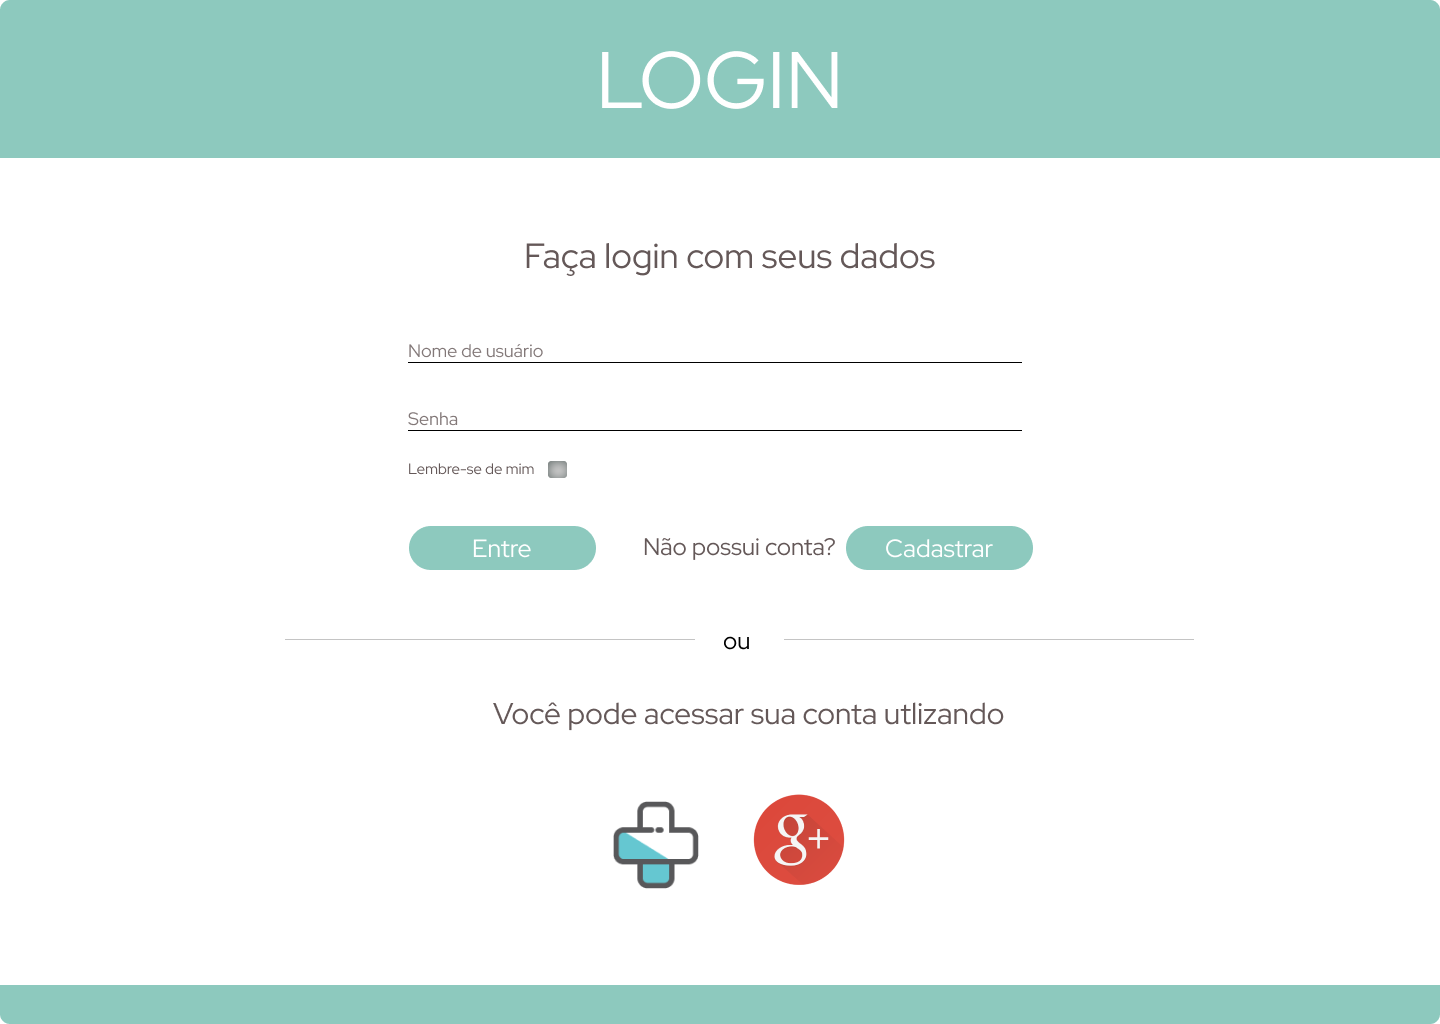 LOGIN
Faça login com seus dados
Nome de usuário
Senha
Lembre-se de mim
Entre
Não possui conta?
Cadastrar
ou
Você pode acessar sua conta utlizando
g+